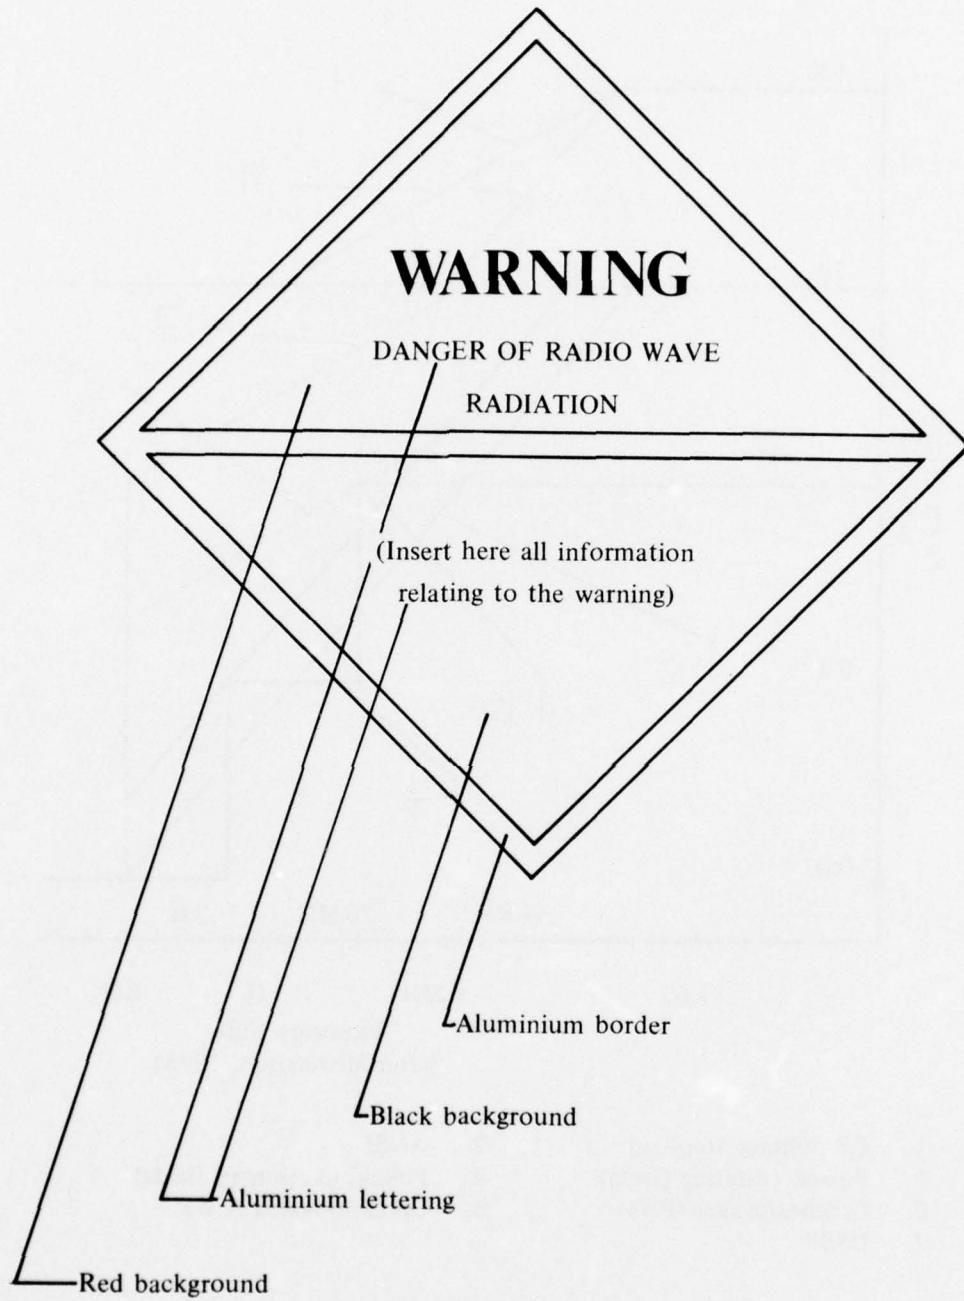 WARNING
DANGER OF RADIO WAVE
RADIATION
(Insert here all information
relating to the warning)
Aluminium border
Black background
Aluminium lettering
Red background